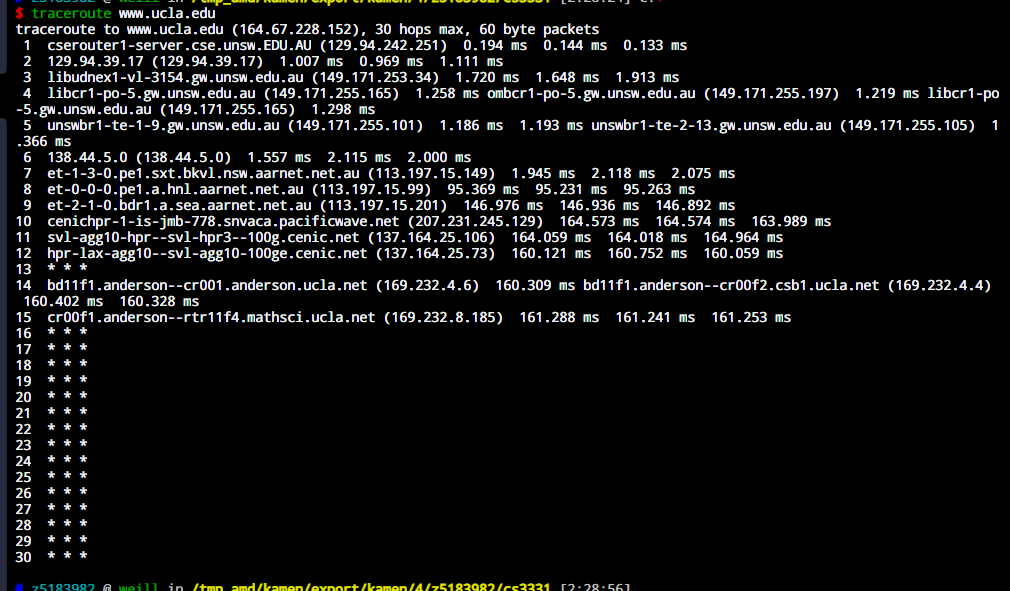 z5183982 @ weill in /tmp_amd/kamen/export/kamen/4/z5183982/cs3331 [2:28:21]
$ traceroute www.ucla.edu
traceroute to www.ucla.edu (164.67.228.152), 30 hops max, 60 byte packets
1 cserouter1-server.cse.unsw.EDU.AU (129.94.242.251) 0.194 ms 0.144 ms 0.133 ms
2 129.94.39.17 (129.94.39.17) 1.007 ms 0.969 ms 1.111 ms
3 libudnex1-vl-3154.gw.unsw.edu.au (149.171.253.34) 1.720 ms 1.648 ms 1.913 ms
4 libcr1-po-5.gw.unsw.edu.au (149.171.255.165) 1.258 ms ombcr1-po-5.gw.unsw.edu.au (149.171.255.197) 1.219 ms libcr1-po
-5.gw.unsw.edu.au (149.171.255.165) 1.298 ms
5 unswbr1-te-1-9.gw.unsw.edu.au (149.171.255.101) 1.186 ms 1.193 ms unswbr1-te-2-13.gw.unsw.edu.au (149.171.255.105) 1
.366 ms
6 138.44.5.0 (138.44.5.0) 1.557 ms 2.115 ms 2.000 ms
7 et-1-3-0.pe1.sxt.bkvl.nsw.aarnet.net.au (113.197.15.149) 1.945 ms 2.118 ms 2.075 ms
8 et-0-0-0.pe1.a.hnl.aarnet.net.au (113.197.15.99) 95.369 ms 95.231 ms 95.263 ms
9 et-2-1-0.bdr1.a.sea.aarnet.net.au (113.197.15.201) 146.976 ms 146.936 ms 146.892 ms
10 cenichpr-1-is-jmb-778.snvaca.pacificwave.net (207.231.245.129) 164.573 ms 164.574 ms 163.989 ms
11 svl-agg10-hpr--svl-hpr3--100g.cenic.net (137.164.25.106) 164.059 ms 164.018 ms 164.964 ms
12 hpr-lax-agg10--svl-agg10-100ge.cenic.net (137.164.25.73) 160.121 ms 160.752 ms 160.059 ms
13 * * *
14 bd11f1.anderson--cr001.anderson.ucla.net (169.232.4.6) 160.309 ms bd11f1.anderson--cr00f2.csb1.ucla.net (169.232.4.4)
160.402 ms 160.328 ms
15 cr00f1.anderson--rtr11f4.mathsci.ucla.net (169.232.8.185) 161.288 ms 161.241 ms 161.253 ms
16 * * *
17 * * *
18 * * *
19 * * *
20 * * *
21 * * *
22 * * *
23 * * *
24 * * *
25 * * *
26 * * *
27 * * *
28 * * *
29 * * *
30 * * *
# z5183982 @ weill in /tmp_amd/kamen/export/kamen/4/z5183982/cs3331 [2:28:56]